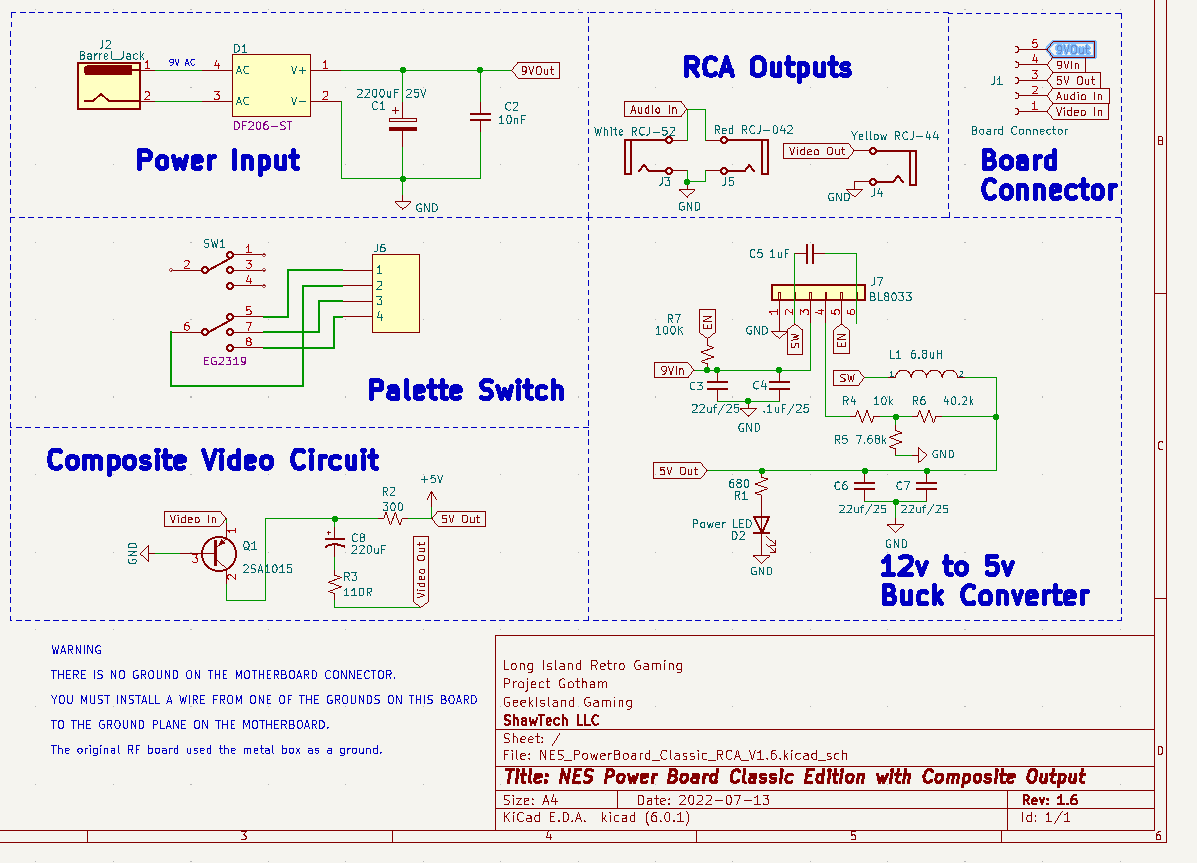 J2
Barrel_Jack
1
2
9V AC
D1
4
3
AC
AC
V+
V-
1
2
DF206-ST
2200uF 25V
C1
+
C2
10nF
9VOut
GND
Power Input
RCA Outputs
Audio In
White RCJ-52
Red RCJ-042
J3
J5
GND
Yellow RCJ-44
Video Out
GND
J4
J1
5
9VOut
4
9VIn
3
5V Out
2
Audio In
1
Video In
Board Connector
Board
Connector
B
SW1
2
1
3
4
6
5
7
8
EG2319
J6
1
2
3
4
Palette Switch
C5 1uF
J7
BL8033
1
2
3
4
5
6
GND
SW
EN
R7
100K
EN
9VIn
C3
22uf/25
C4
.1uF/25
GND
L1 6.8uH
SW
1
2
R4
10k
R6
40.2k
R5 7.68k
GND
5V Out
680
R1
Power LED
D2
GND
C6
22uf/25
C7
22uf/25
GND
12v to 5v
Buck Converter
C
Composite Video Circuit
Video In
GND
1
3
2
Q1
2SA1015
R2
300
+5V
5V Out
+
C8
220uF
R3
110R
Video Out
WARNING
THERE IS NO GROUND ON THE MOTHERBOARD CONNECTOR.
YOU MUST INSTALL A WIRE FROM ONE OF THE GROUNDS ON THIS BOARD
TO THE GROUND PLANE ON THE MOTHERBOARD.
The original RF board used the metal box as a ground.
Long Island Retro Gaming
Project Gotham
GeekIsland Gaming
ShawTech LLC
Sheet: /
File: NES_PowerBoard_Classic_RCA_V1.6.kicad_sch
Title: NES Power Board Classic Edition with Composite Output
Size: A4
Date: 2022-07-13
Rev: 1.6
KiCad E.D.A. kicad (6.0.1)
Id: 1/1
D
3
4
5
6